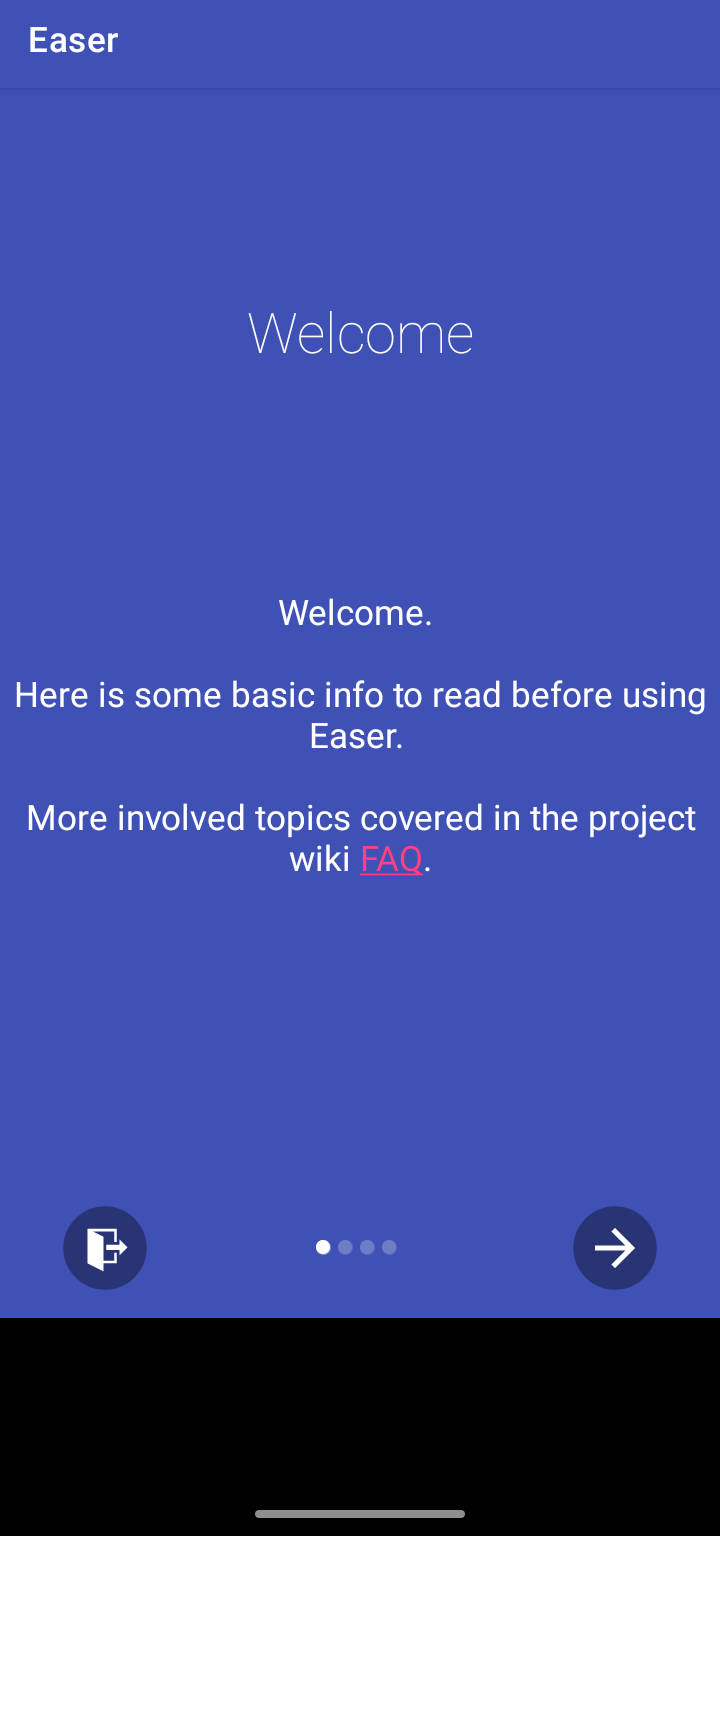 Easer
Welcome
Welcome.
Here is some basic info to read before using
Easer.
More involved topics covered in the project
wiki FAQ.